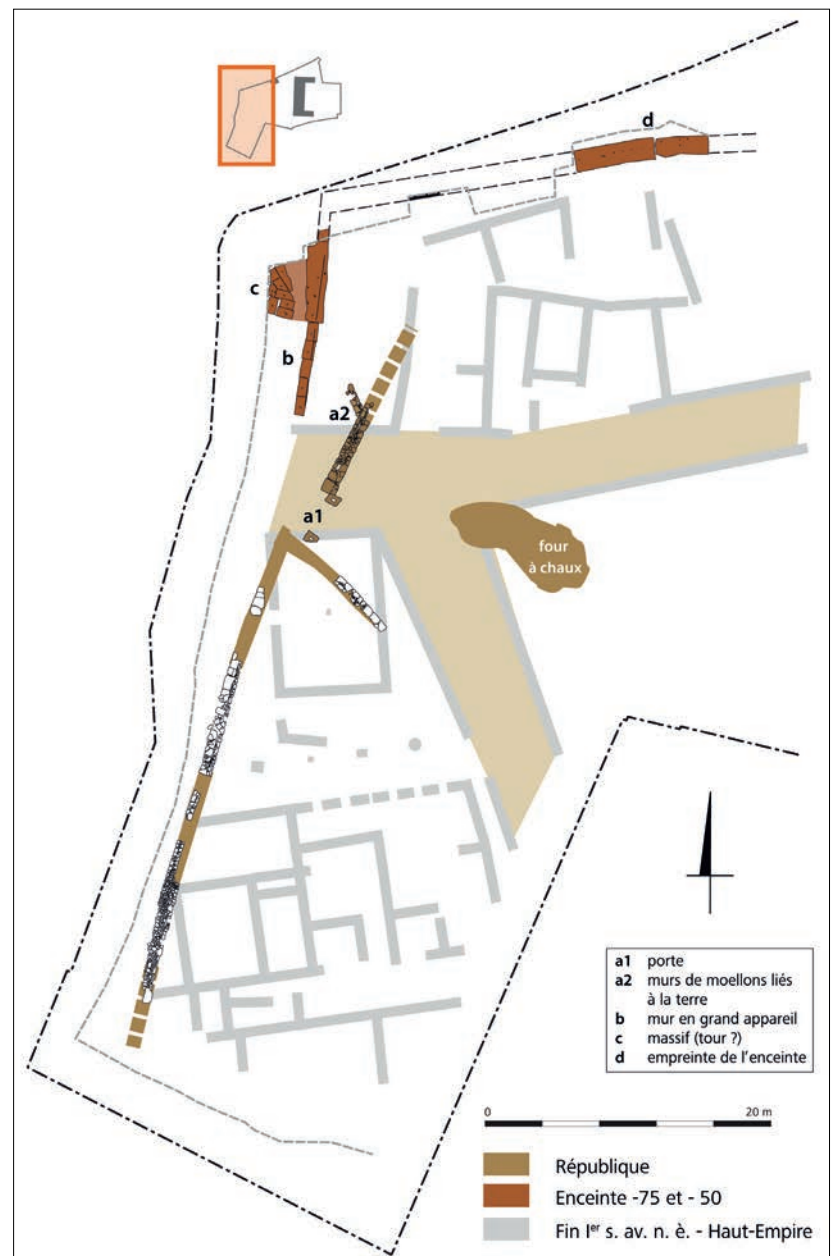 d
c
b
a2
a1
four
à chaux
a1 porte
a2 murs de moellons liés
à la terre
b mur en grand appareil
c massif (tour ?)
d empreinte de l'enceinte
0 20 m
République
Enceinte -75 et - 50
Fin Iᵉʳ s. av. n. è. - Haut-Empire